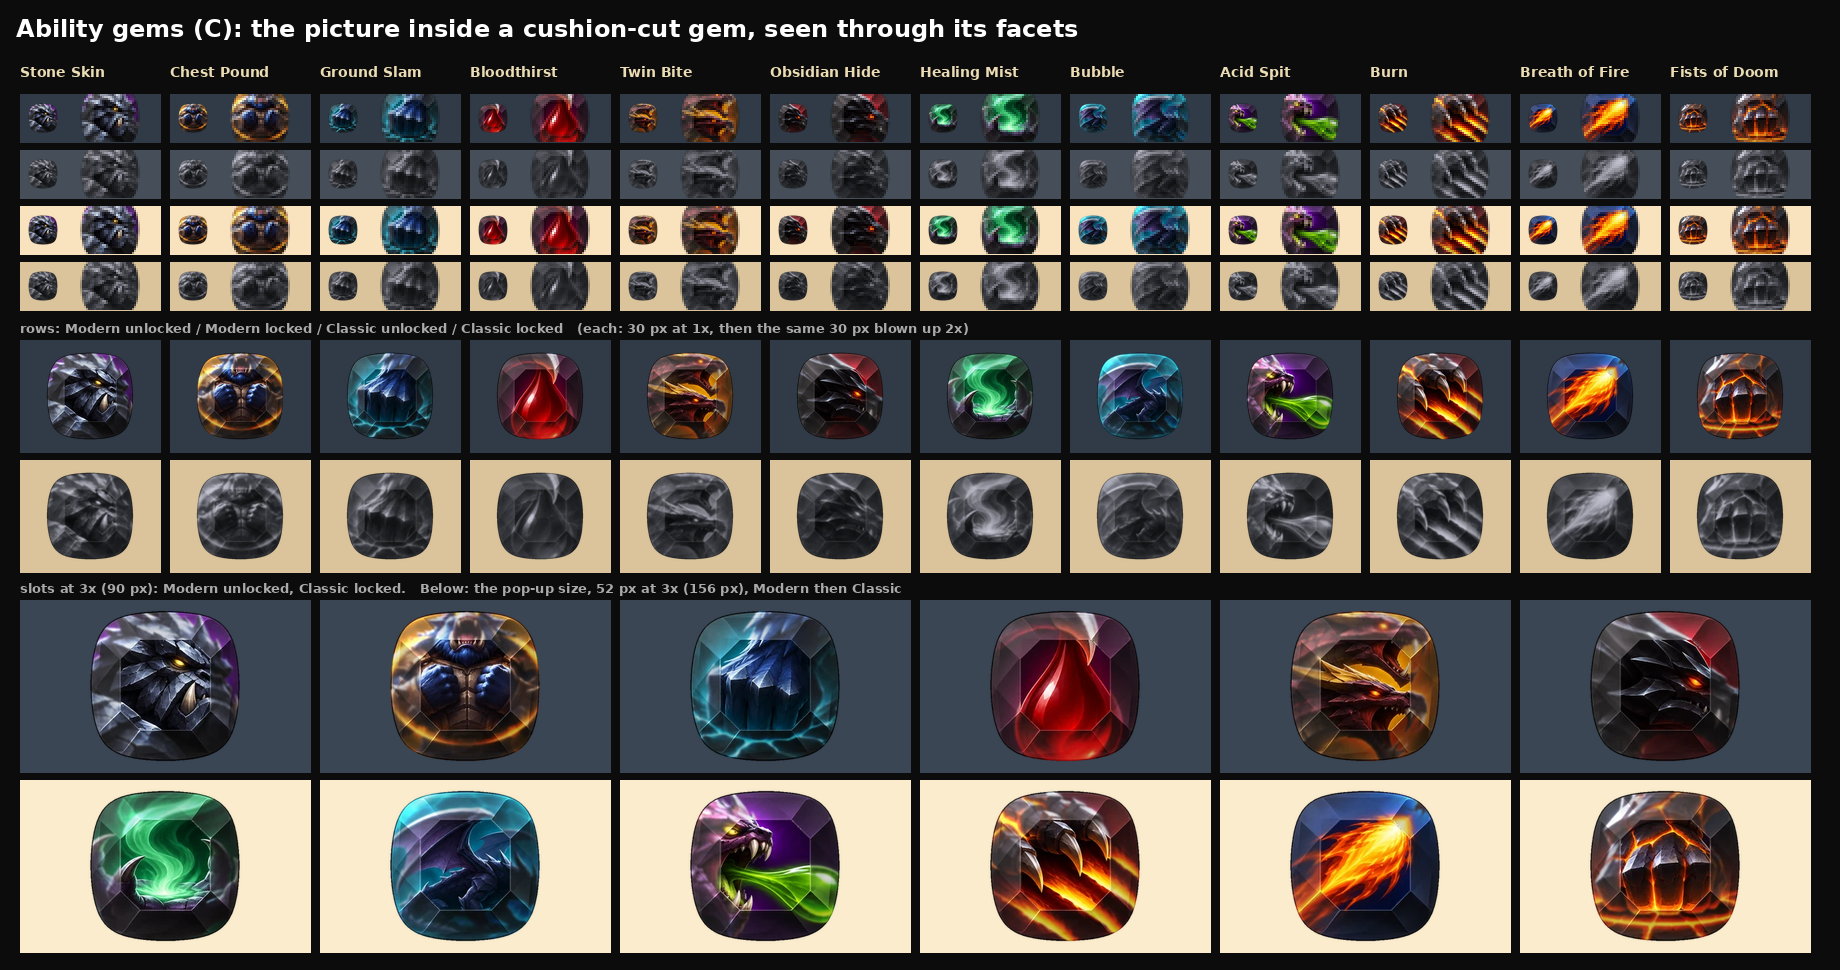 Ability gems (C): the picture inside a cushion-cut gem, seen through its facets
Stone Skin Chest Pound Ground Slam Bloodthirst Twin Bite Obsidian Hide Healing Mist Bubble Acid Spit Burn Breath of Fire Fists of Doom
rows: Modern unlocked / Modern locked / Classic unlocked / Classic locked (each: 30 px at 1x, then the same 30 px blown up 2x)
slots at 3x (90 px): Modern unlocked, Classic locked. Below: the pop-up size, 52 px at 3x (156 px), Modern then Classic